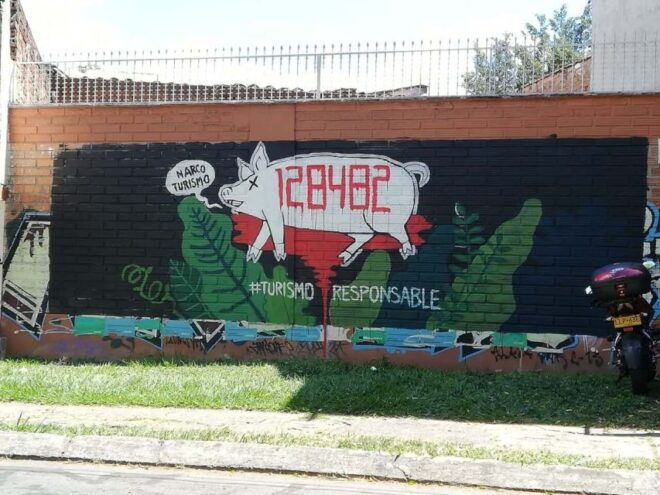 NARCO
TURISMO
128482
#TURISMO RESPONSABLE